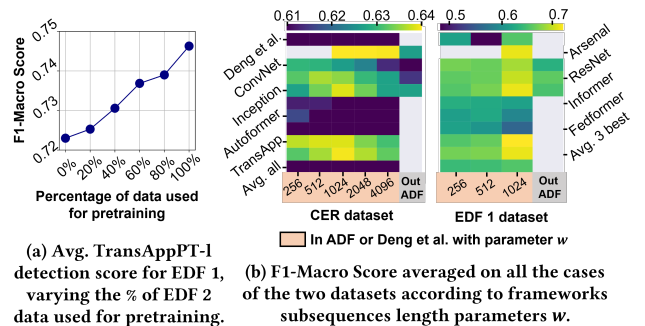 0.75
0.74
0.73
0.72
F1-Macro Score
0% 20% 40% 60% 80% 100%
Percentage of data used
for pretraining
(a) Avg. TransAppPT-l
detection score for EDF 1,
varying the % of EDF 2
data used for pretraining.
0.61 0.62 0.63 0.64
0.5 0.6 0.7
Deng et al.
ConvNet
Inception
Autoformer
TransApp
Avg. all
Arsenal
ResNet
Informer
Fedformer
Avg. 3 best
256 512 1024 2048 4096 Out
ADF
256 512 1024 Out
ADF
CER dataset
EDF 1 dataset
In ADF or Deng et al. with parameter w
(b) F1-Macro Score averaged on all the cases
of the two datasets according to frameworks
subsequences length parameters w.